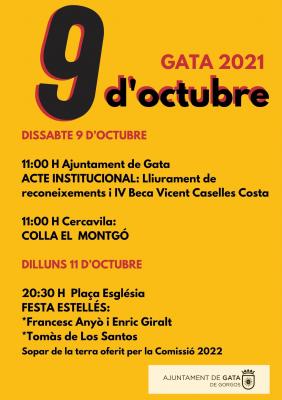 GATA 2021
9 d'octubre
DISSABTE 9 D'OCTUBRE
11:00 H Ajuntament de Gata
ACTE INSTITUCIONAL: Lliurament de
reconeixements i IV Beca Vicent Caselles Costa
11:00 H Cercavila:
COLLA EL MONTGÓ
DILLUNS 11 D'OCTUBRE
20:30 H Plaça Església
FESTA ESTELLÉS:
*Francesc Anyò i Enric Giralt
*Tomàs de Los Santos
Sopar de la terra oferit per la Comissió 2022
AJUNTAMENT DE GATA
DE GORGOS